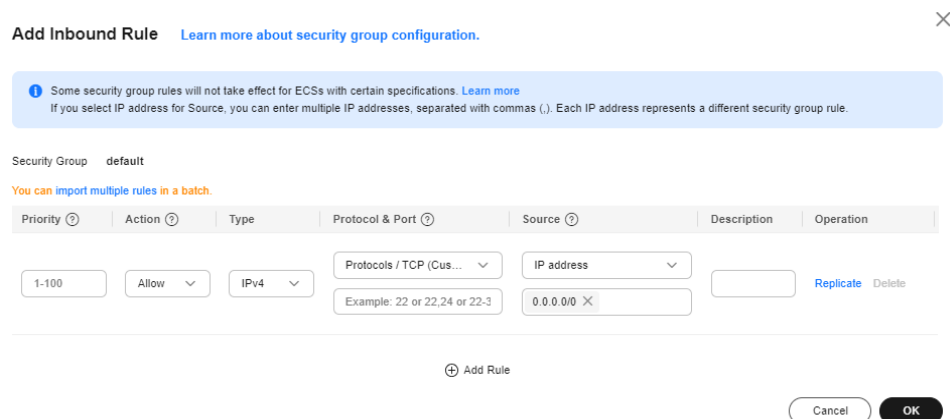 Add Inbound Rule Learn more about security group configuration.
Some security group rules will not take effect for ECSs with certain specifications. Learn more
If you select IP address for Source, you can enter multiple IP addresses, separated with commas (,). Each IP address represents a different security group rule.
Security Group default
You can import multiple rules in a batch.
Priority Action Type Protocol & Port Source Description Operation
Protocols / TCP (Cus... IP address
1-100 Allow IPv4 Replicate Delete
Example: 22 or 22,24 or 22-3 0.0.0.0/0
Add Rule
Cancel OK